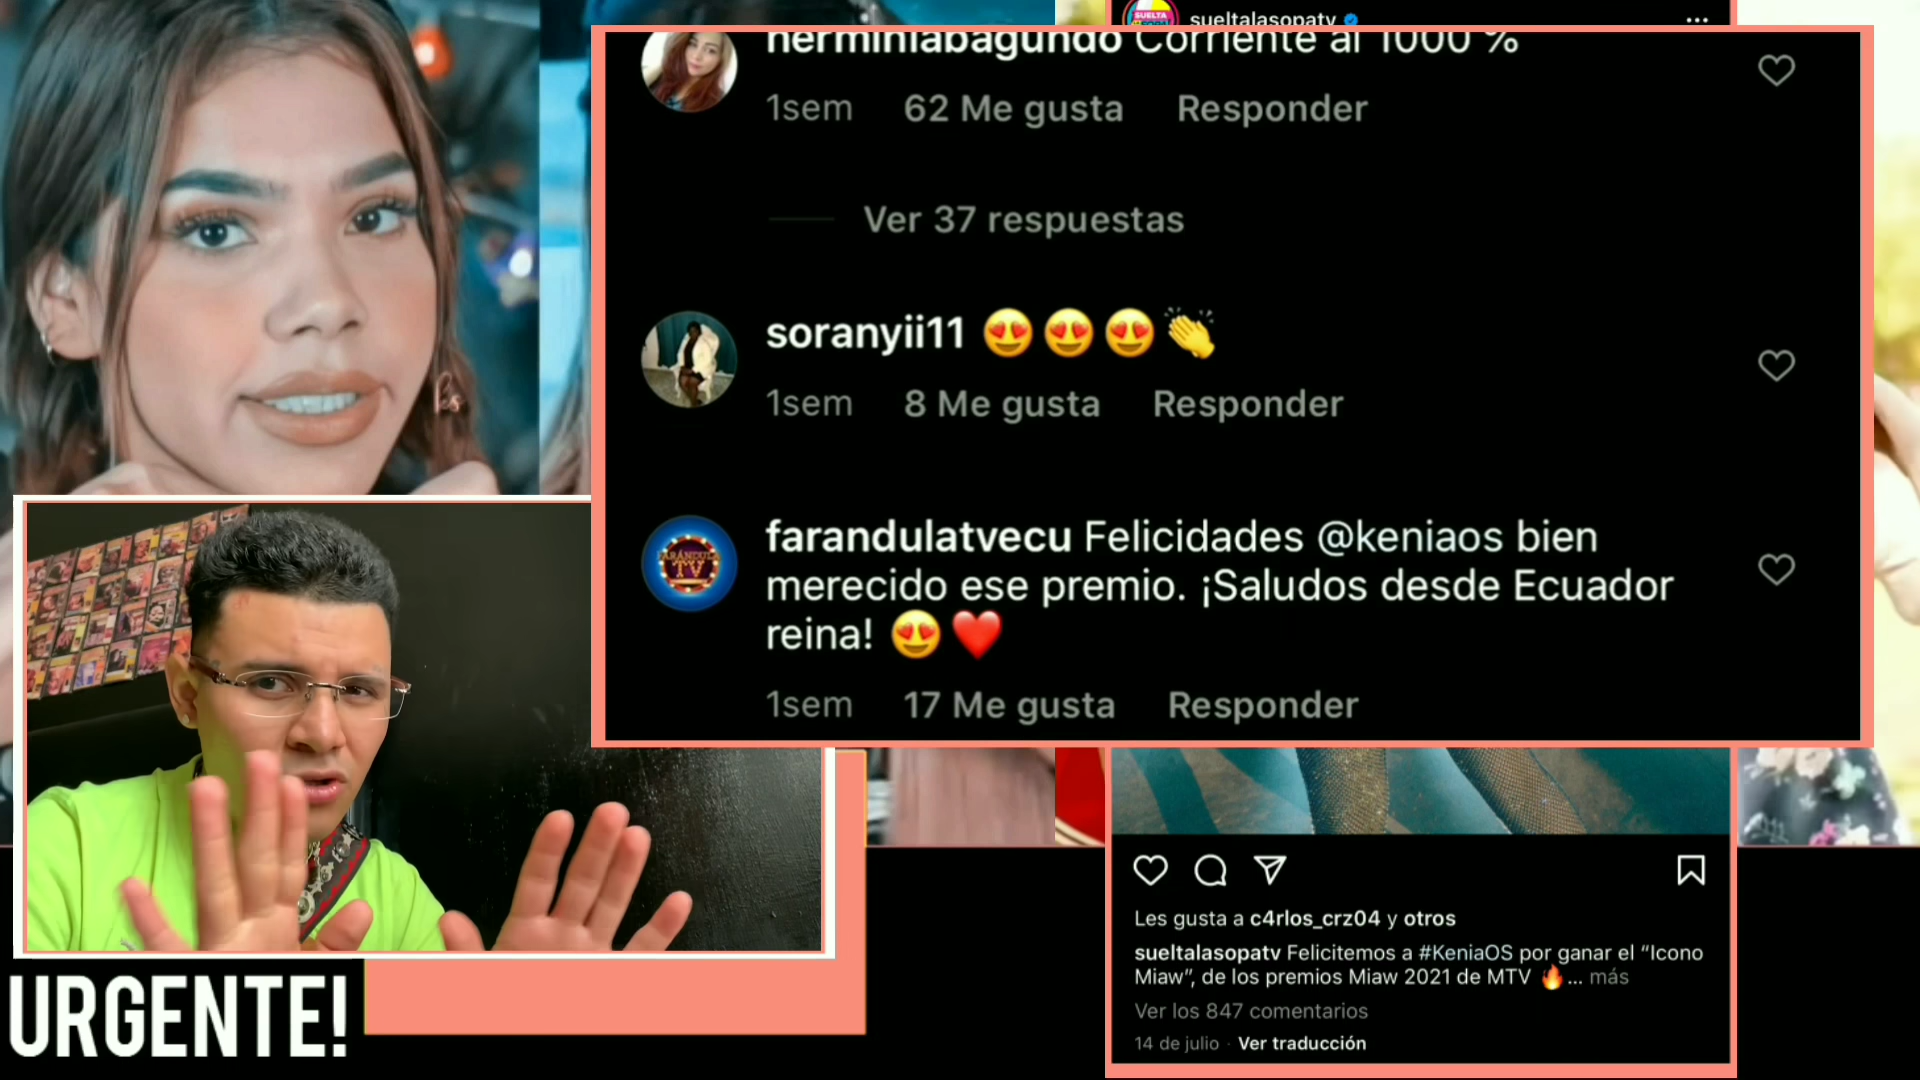 sueltalasopatv
SUELTA
herminiabagundo Corriente al 1000 %
1sem 62 Me gusta Responder
Ver 37 respuestas
soranyii11 😍😍😍👏
1sem 8 Me gusta Responder
FARÁNDULA
TV
farandulatvecu Felicidades @keniaos bien
merecido ese premio. ¡Saludos desde Ecuador
reina! 😍❤️
1sem 17 Me gusta Responder
Les gusta a c4rlos_crz04 y otros
sueltalasopatv Felicitemos a #KeniaOS por ganar el “Icono
Miaw”, de los premios Miaw 2021 de MTV 🔥... más
Ver los 847 comentarios
14 de julio · Ver traducción
URGENTE!